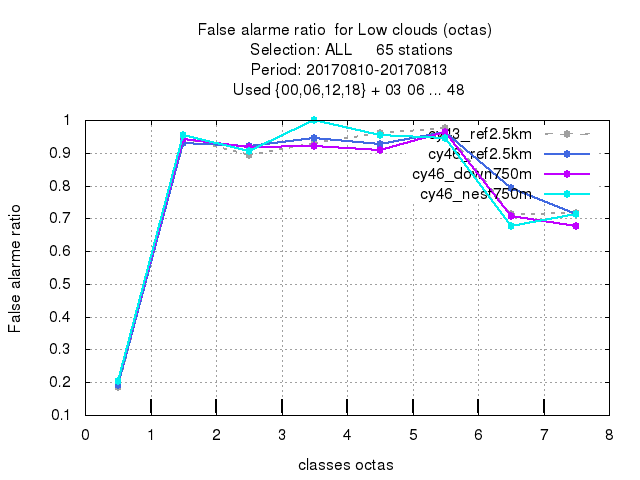 False alarme ratio  for Low clouds (octas)
Selection: ALL     65 stations
Period: 20170810-20170813
Used {00,06,12,18} + 03 06 ... 48
1
0.9
0.8
0.7
0.6
0.5
0.4
0.3
0.2
0.1
False alarme ratio
cy43_ref2.5km
cy46_ref2.5km
cy46_down750m
cy46_nest750m
0 1 2 3 4 5 6 7 8
classes octas